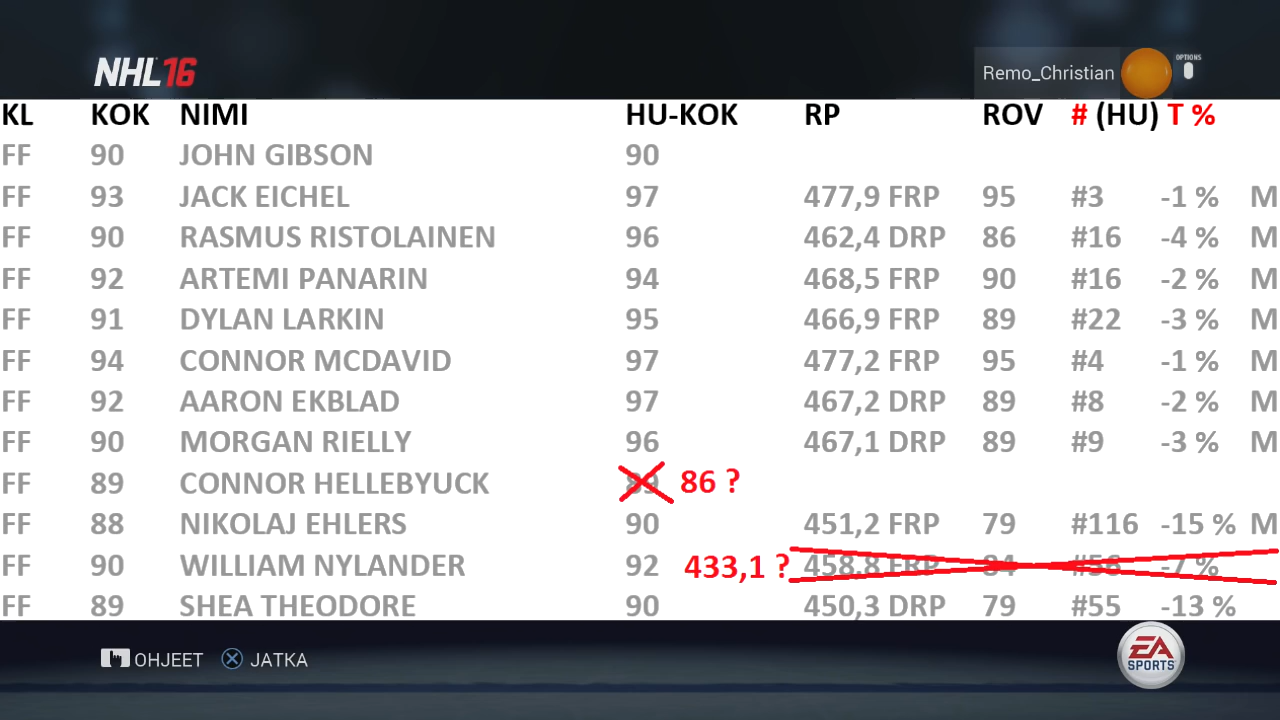 NHL 16
Remo_Christian
OPTIONS
KL KOK NIMI HU-KOK RP ROV # (HU) T %
FF 90 JOHN GIBSON 90
FF 93 JACK EICHEL 97 477,9 FRP 95 #3 -1 % M
FF 90 RASMUS RISTOLAINEN 96 462,4 DRP 86 #16 -4 % M
FF 92 ARTEMI PANARIN 94 468,5 FRP 90 #16 -2 % M
FF 91 DYLAN LARKIN 95 466,9 FRP 89 #22 -3 % M
FF 94 CONNOR MCDAVID 97 477,2 FRP 95 #4 -1 % M
FF 92 AARON EKBLAD 97 467,2 DRP 89 #8 -2 % M
FF 90 MORGAN RIELLY 96 467,1 DRP 89 #9 -3 % M
FF 89 CONNOR HELLEBYUCK 89 86 ?
FF 88 NIKOLAJ EHLERS 90 451,2 FRP 79 #116 -15 % M
FF 90 WILLIAM NYLANDER 92 433,1 ? 458,8 FRP 84 #56 -7 %
FF 89 SHEA THEODORE 90 450,3 DRP 79 #55 -13 %
OHJEET JATKA
EA SPORTS